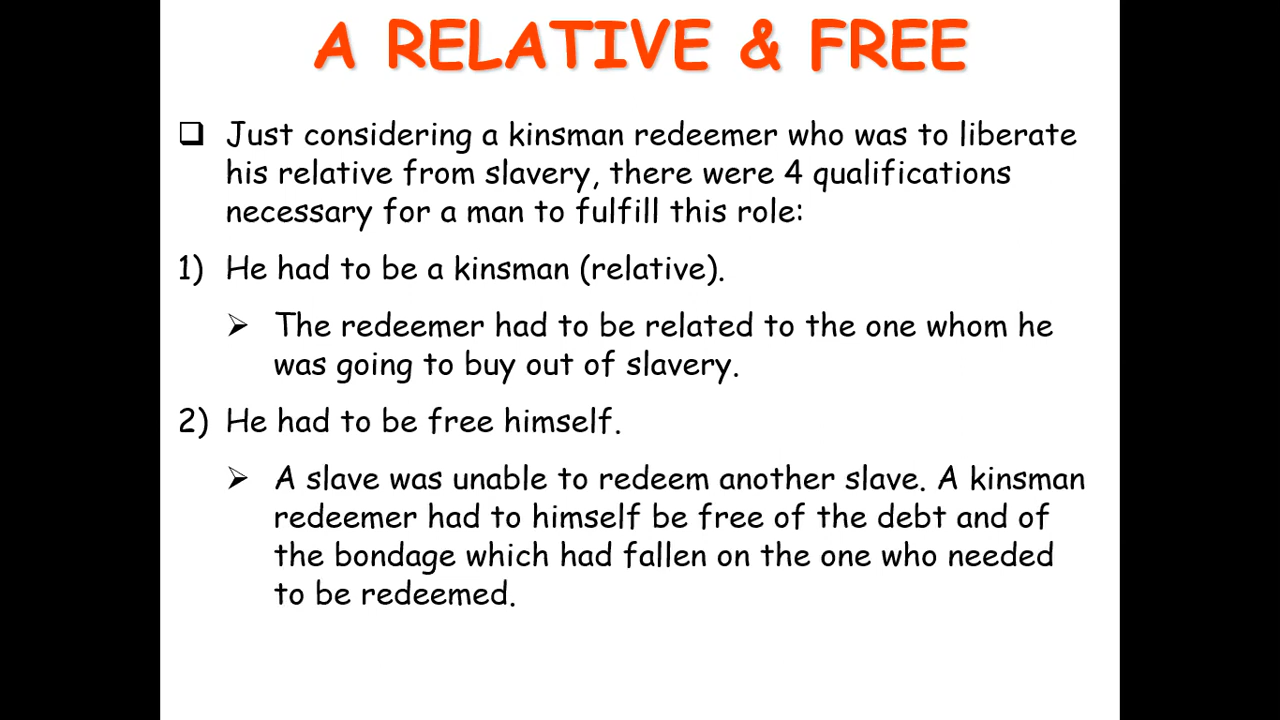 A RELATIVE & FREE
❑ Just considering a kinsman redeemer who was to liberate
his relative from slavery, there were 4 qualifications
necessary for a man to fulfill this role:
1) He had to be a kinsman (relative).
➢ The redeemer had to be related to the one whom he
was going to buy out of slavery.
2) He had to be free himself.
➢ A slave was unable to redeem another slave. A kinsman
redeemer had to himself be free of the debt and of
the bondage which had fallen on the one who needed
to be redeemed.